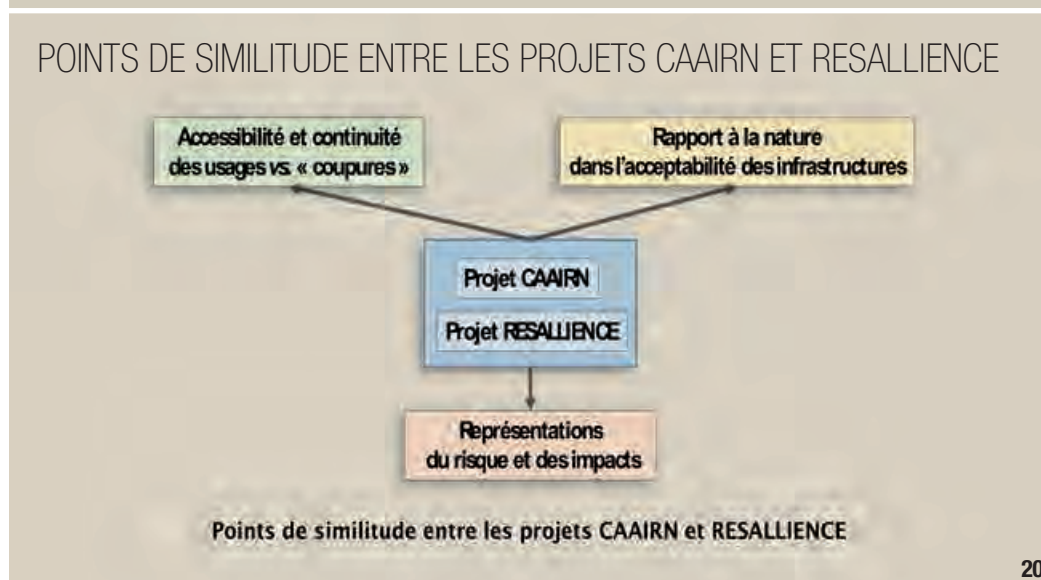 POINTS DE SIMILITUDE ENTRE LES PROJETS CAAIRN ET RESALLIENCE
Accessibilité et continuité
des usages vs. « coupures »
Rapport à la nature
dans l'acceptabilité des infrastructures
Projet CAAIRN
Projet RESALLIENCE
Représentations
du risque et des impacts
Points de similitude entre les projets CAAIRN et RESALLIENCE
20